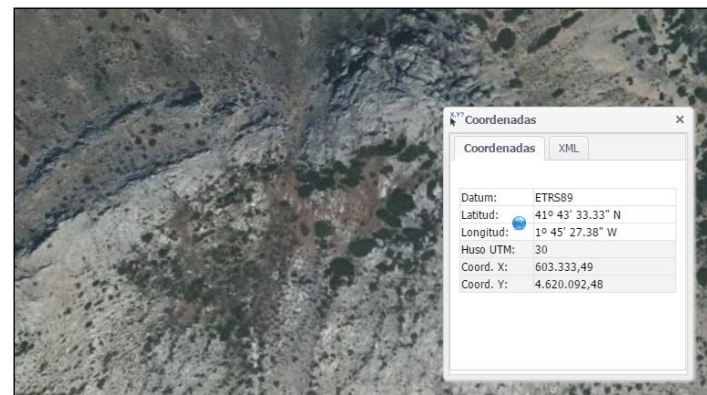 X,Y? Coordenadas ×
Coordenadas XML
Datum: ETRS89
Latitud: 41º 43' 33.33" N
Longitud: 1º 45' 27.38" W
Huso UTM: 30
Coord. X: 603.333,49
Coord. Y: 4.620.092,48